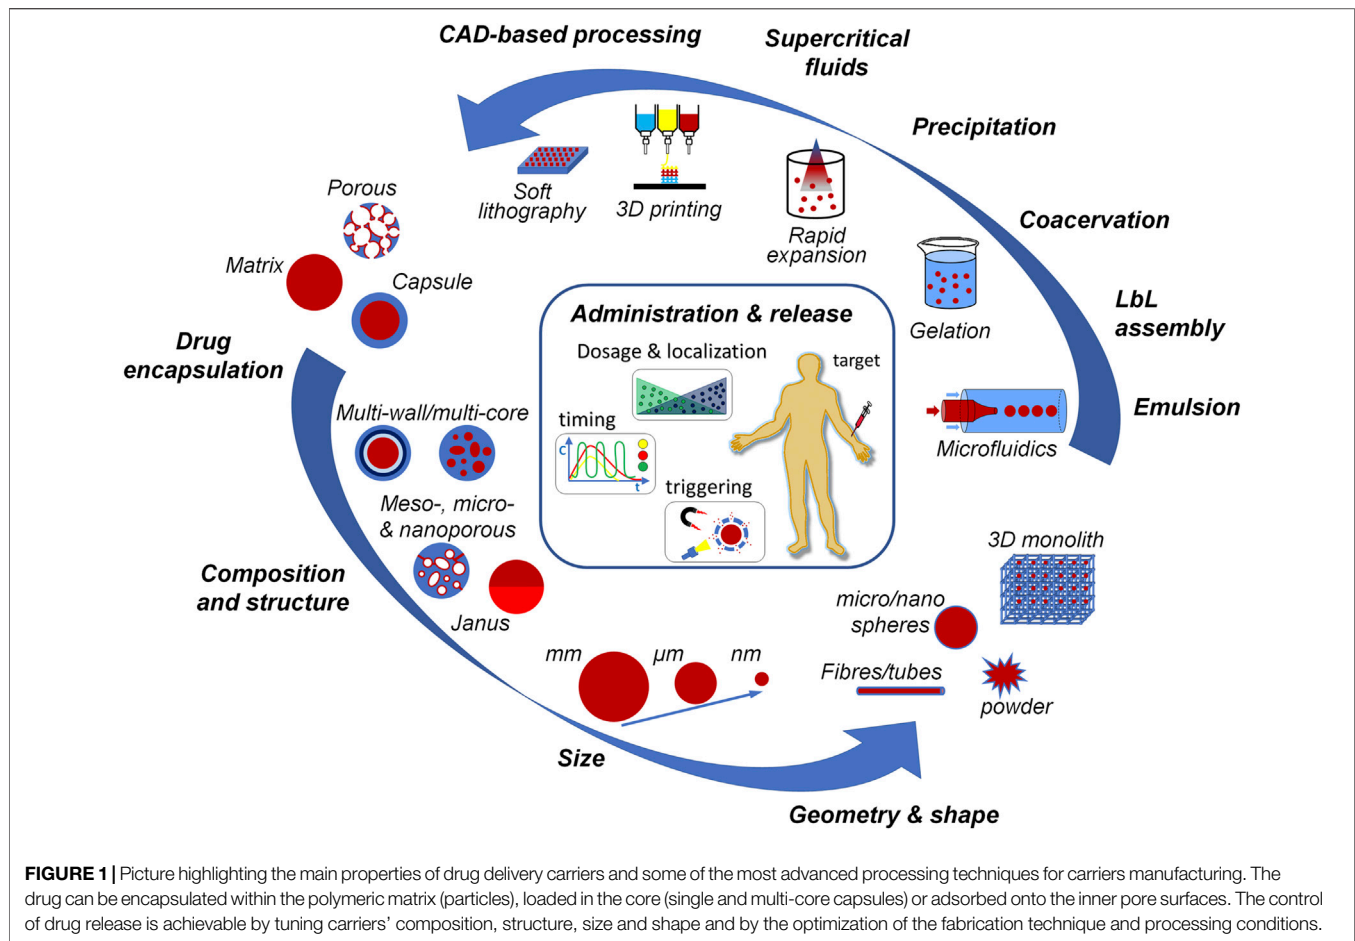 CAD-based processing
Supercritical
fluids
Precipitation
Coacervation
LbL
assembly
Emulsion
Soft
lithography
3D printing
Rapid
expansion
Gelation
Microfluidics
Porous
Matrix
Capsule
Drug
encapsulation
Multi-wall/multi-core
Meso-, micro-
& nanoporous
Janus
Composition
and structure
Administration & release
Dosage & localization
target
timing
C
t
triggering
mm
µm
nm
Size
3D monolith
micro/nano
spheres
Fibres/tubes
powder
Geometry & shape
FIGURE 1 | Picture highlighting the main properties of drug delivery carriers and some of the most advanced processing techniques for carriers manufacturing. The
drug can be encapsulated within the polymeric matrix (particles), loaded in the core (single and multi-core capsules) or adsorbed onto the inner pore surfaces. The control
of drug release is achievable by tuning carriers' composition, structure, size and shape and by the optimization of the fabrication technique and processing conditions.